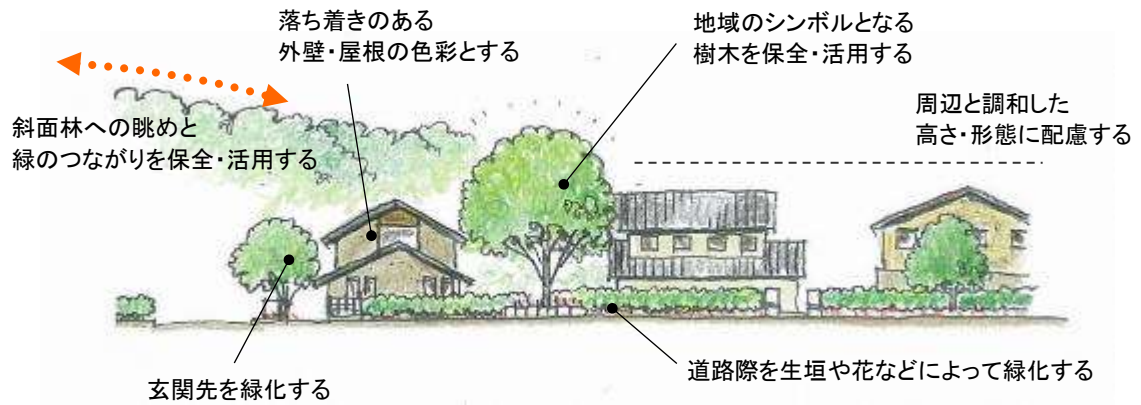 落ち着きのある
外壁・屋根の色彩とする
地域のシンボルとなる
樹木を保全・活用する
周辺と調和した
高さ・形態に配慮する
斜面林への眺めと
緑のつながりを保全・活用する
玄関先を緑化する
道路際を生垣や花などによって緑化する